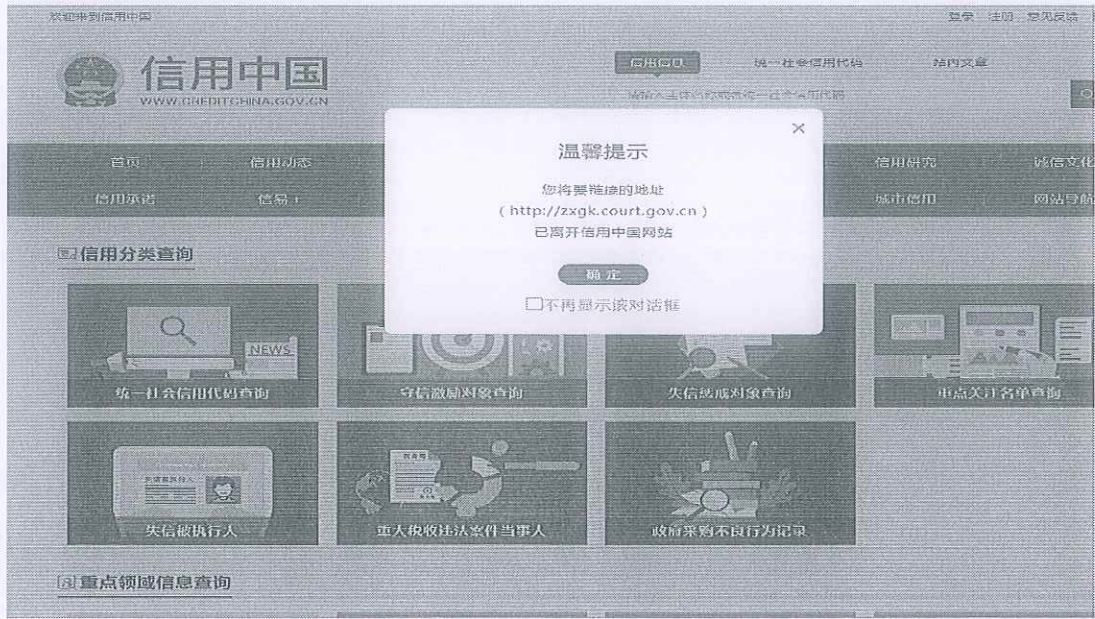 欢迎来到信用中国
登录 注册 意见反馈
信用中国
WWW.CREDITCHINA.GOV.CN
信用信息 统一社会信用代码 站内文章
温馨提示
×
您将要链接的地址
( http://zxgk.court.gov.cn )
已离开信用中国网站
确定
不再显示该对话框
首页 信用动态 信用研究 诚信文化
信用承诺 信易+ 城市信用 网站导航
信用分类查询
NEWS
统一社会信用代码查询 守信激励对象查询 失信惩戒对象查询 重点关注名单查询
失信被执行人 重大税收违法案件当事人 政府采购不良行为记录
重点领域信息查询